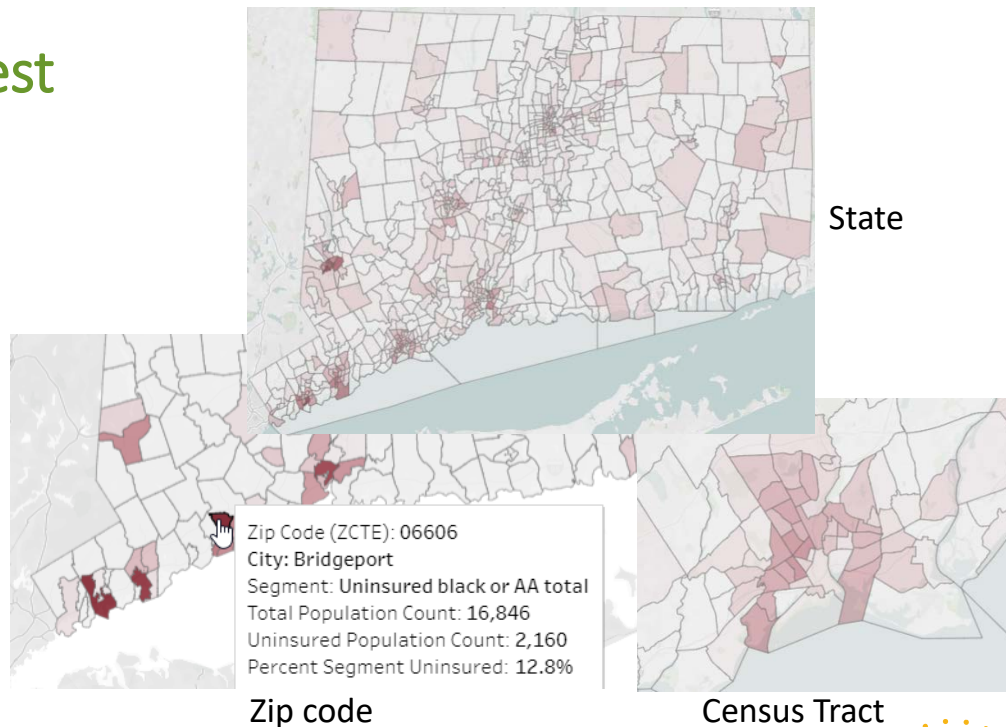 est
State
Zip Code (ZCTE): 06606
City: Bridgeport
Segment: Uninsured black or AA total
Total Population Count: 16,846
Uninsured Population Count: 2,160
Percent Segment Uninsured: 12.8%
Zip code
Census Tract